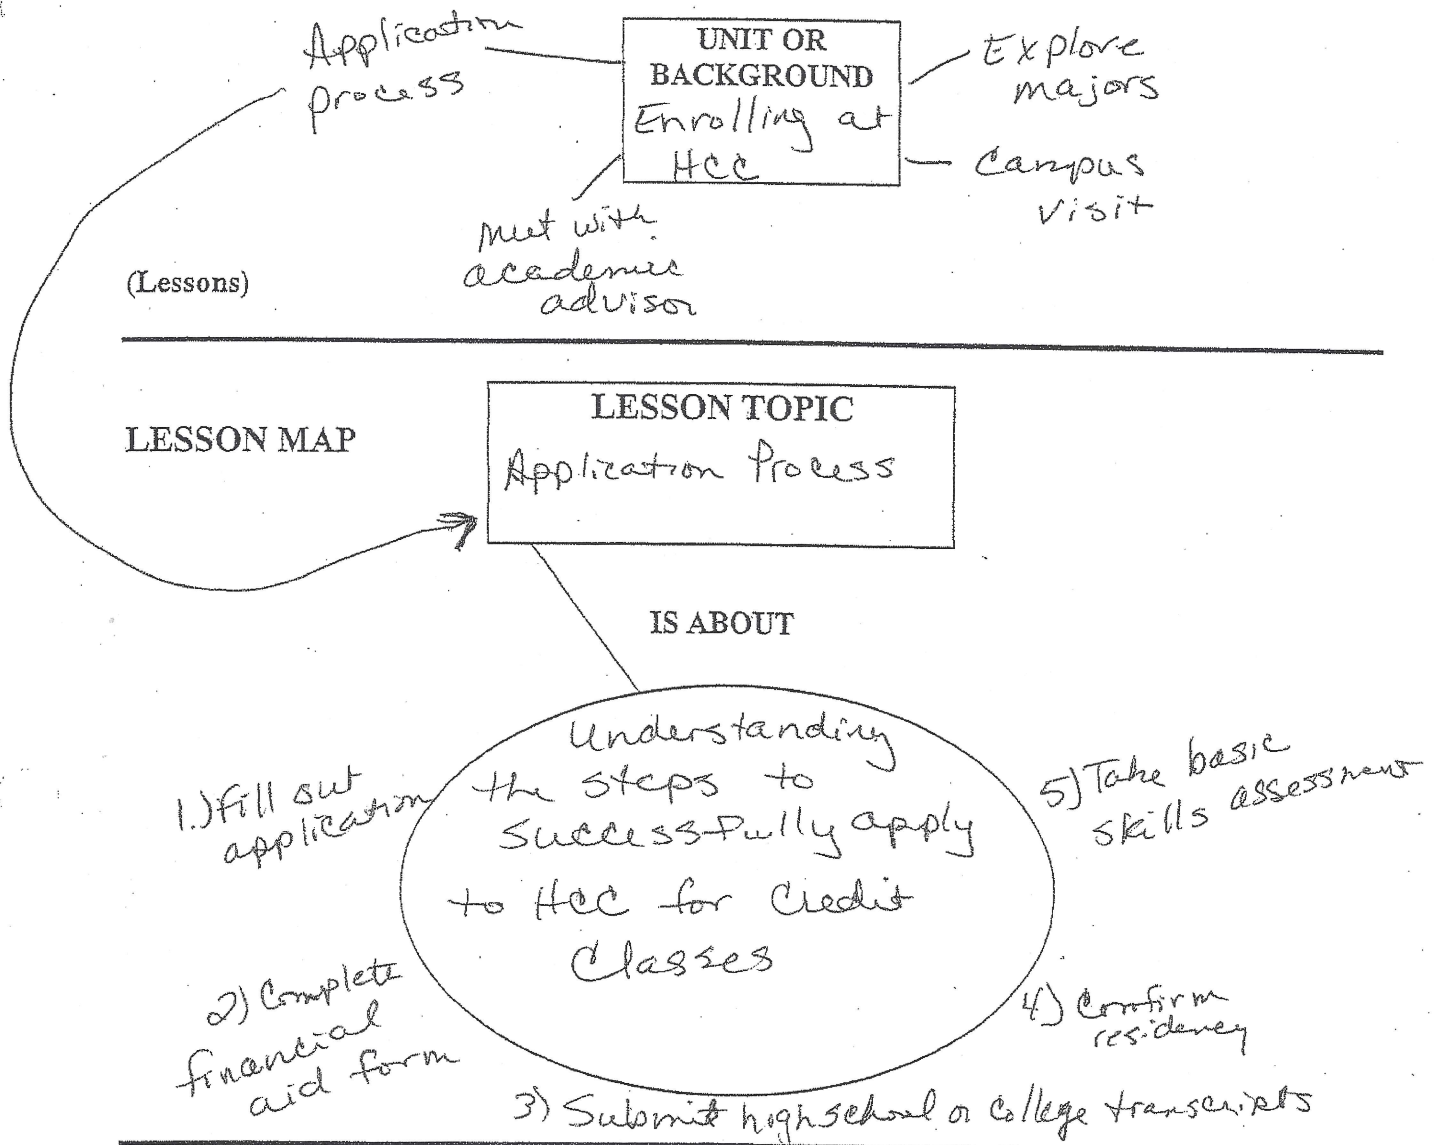 Application
process
UNIT OR
BACKGROUND
Enrolling at
HCC
Explore
majors
Campus
visit
Meet with
academic
advisor
(Lessons)
LESSON MAP
LESSON TOPIC
Application Process
IS ABOUT
Understanding
the steps to
successfully apply
to HCC for Credit
Classes
1.) Fill out
application
2) Complete
financial
aid form
3) Submit high school or college transcripts
4) Confirm
residency
5) Take basic
skills assessment